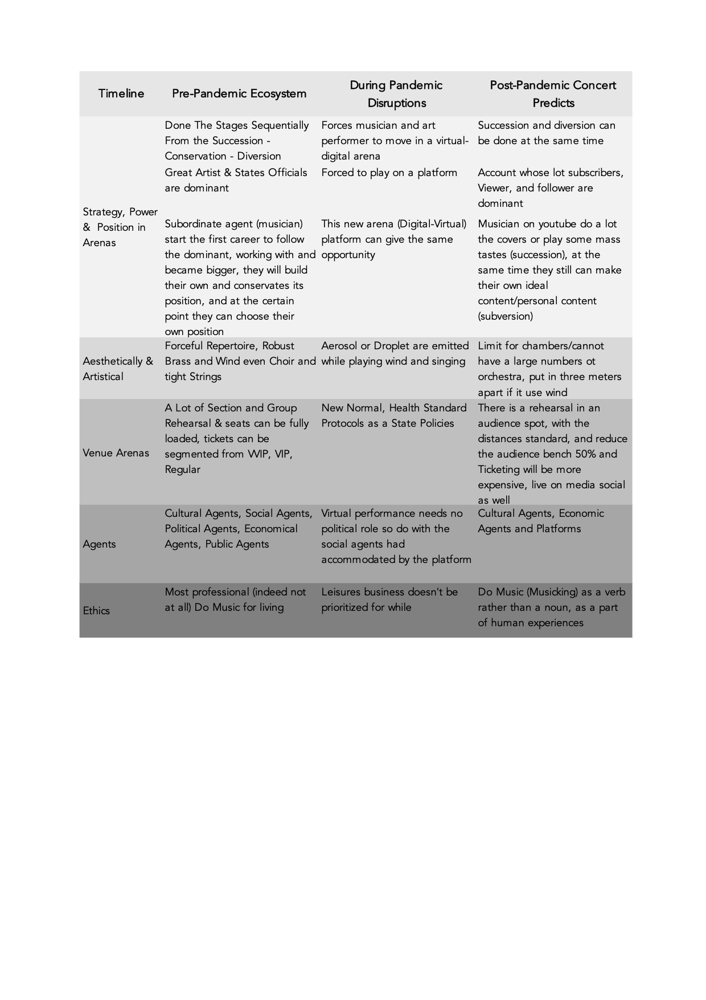 Timeline
Pre-Pandemic Ecosystem
During Pandemic
Disruptions
Post-Pandemic Concert
Predicts
Strategy, Power
&  Position in
Arenas
Done The Stages Sequentially
From the Succession -
Conservation - Diversion
Forces musician and art
performer to move in a virtual-
digital arena
Succession and diversion can
be done at the same time
Great Artist & States Officials
are dominant
Forced to play on a platform
Account whose lot subscribers,
Viewer, and follower are
dominant
Subordinate agent (musician)
start the first career to follow
the dominant, working with and
became bigger, they will build
their own and conservates its
position, and at the certain
point they can choose their
own position
This new arena (Digital-Virtual)
platform can give the same
opportunity
Musician on youtube do a lot
the covers or play some mass
tastes (succession), at the
same time they still can make
their own ideal
content/personal content
(subversion)
Aesthetically &
Artistical
Forceful Repertoire, Robust
Brass and Wind even Choir and
tight Strings
Aerosol or Droplet are emitted
while playing wind and singing
Limit for chambers/cannot
have a large numbers ot
orchestra, put in three meters
apart if it use wind
Venue Arenas
A Lot of Section and Group
Rehearsal & seats can be fully
loaded, tickets can be
segmented from VVIP, VIP,
Regular
New Normal, Health Standard
Protocols as a State Policies
There is a rehearsal in an
audience spot, with the
distances standard, and reduce
the audience bench 50% and
Ticketing will be more
expensive, live on media social
as well
Agents
Cultural Agents, Social Agents,
Political Agents, Economical
Agents, Public Agents
Virtual performance needs no
political role so do with the
social agents had
accommodated by the platform
Cultural Agents, Economic
Agents and Platforms
Ethics
Most professional (indeed not
at all) Do Music for living
Leisures business doesn't be
prioritized for while
Do Music (Musicking) as a verb
rather than a noun, as a part
of human experiences